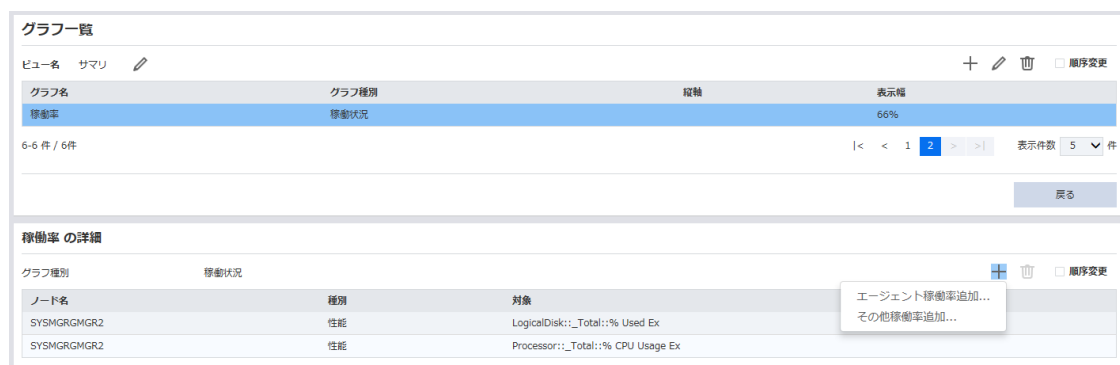 グラフ一覧
ビュー名 サマリ 順序変更
グラフ名 グラフ種別 縦軸 表示幅
稼働率 稼働状況 66%
6-6 件 / 6件 |< < 1 2 > >| 表示件数 5 件
戻る
稼働率 の詳細
グラフ種別 稼働状況 順序変更
ノード名 種別 対象
エージェント稼働率追加...
その他稼働率追加...
SYSMGRGMGR2 性能 LogicalDisk::_Total::% Used Ex
SYSMGRGMGR2 性能 Processor::_Total::% CPU Usage Ex